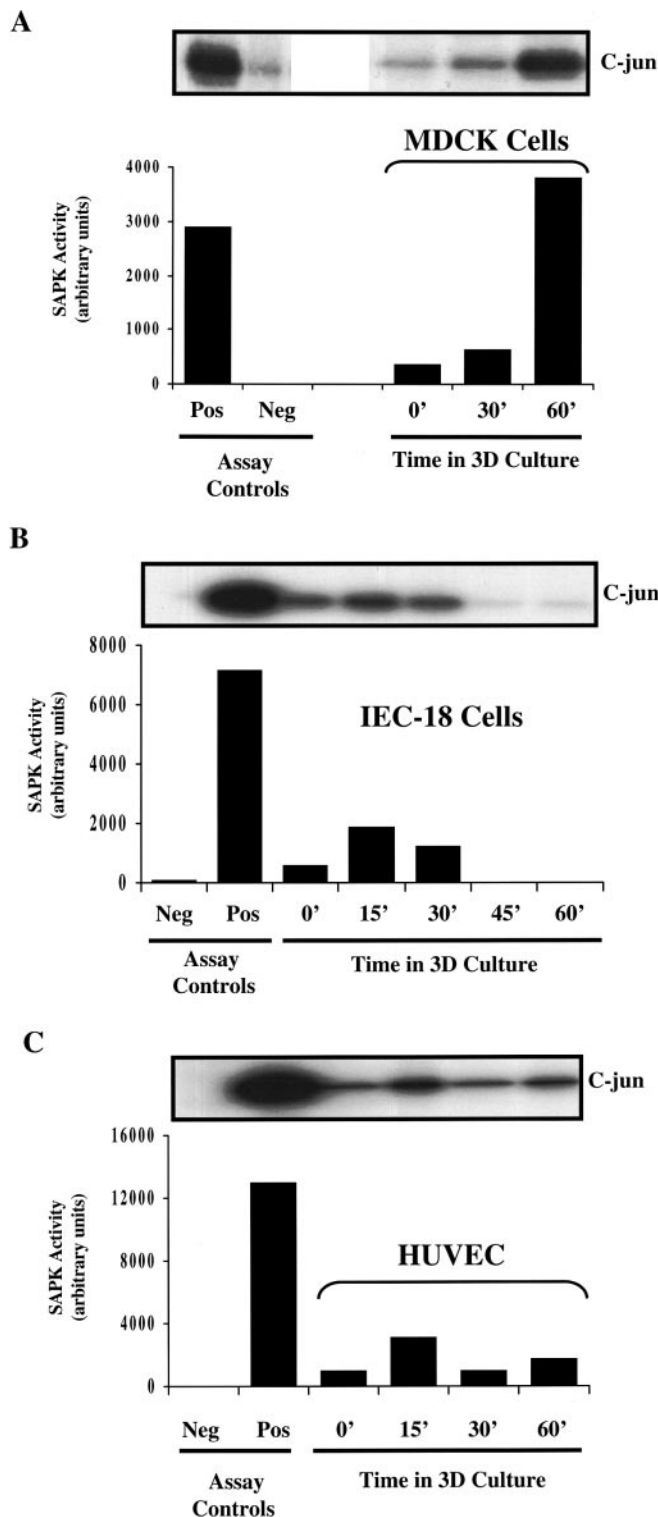 A
C-jun
MDCK Cells
SAPK Activity
(arbitrary units)
4000
3000
2000
1000
0
Pos Neg 0’ 30’ 60’
Assay
Controls
Time in 3D Culture
B
C-jun
IEC-18 Cells
SAPK Activity
(arbitrary units)
8000
6000
4000
2000
0
Neg Pos 0’ 15’ 30’ 45’ 60’
Assay
Controls
Time in 3D Culture
C
C-jun
HUVEC
SAPK Activity
(arbitrary units)
16000
12000
8000
4000
0
Neg Pos 0’ 15’ 30’ 60’
Assay
Controls
Time in 3D Culture